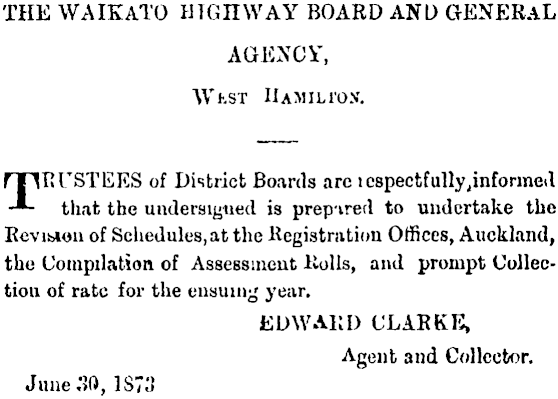 THE WAIKATO HIGHWAY BOARD AND GENERAL
AGENCY,
WEST HAMILTON.
TRUSTEES of District Boards are respectfully informed
that the undersigned is prepared to undertake the
Revision of Schedules, at the Registration Offices, Auckland,
the Compilation of Assessment Rolls, and prompt Collec-
tion of rate for the ensuing year.
EDWARD CLARKE,
Agent and Collector.
June 30, 1873